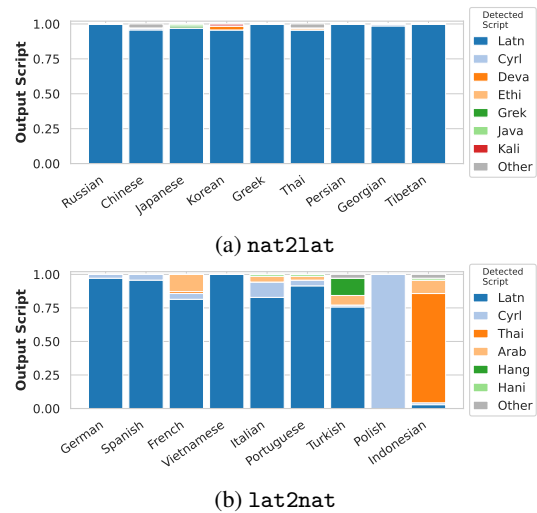 Detected
Script
Output Script
1.00
0.75
0.50
0.25
0.00
Latn
Cyrl
Deva
Ethi
Grek
Java
Kali
Other
Russian
Chinese
Japanese
Korean
Greek
Thai
Persian
Georgian
Tibetan
(a) nat2lat
Detected
Script
Output Script
1.00
0.75
0.50
0.25
0.00
Latn
Cyrl
Thai
Arab
Hang
Hani
Other
German
Spanish
French
Vietnamese
Italian
Portuguese
Turkish
Polish
Indonesian
(b) lat2nat